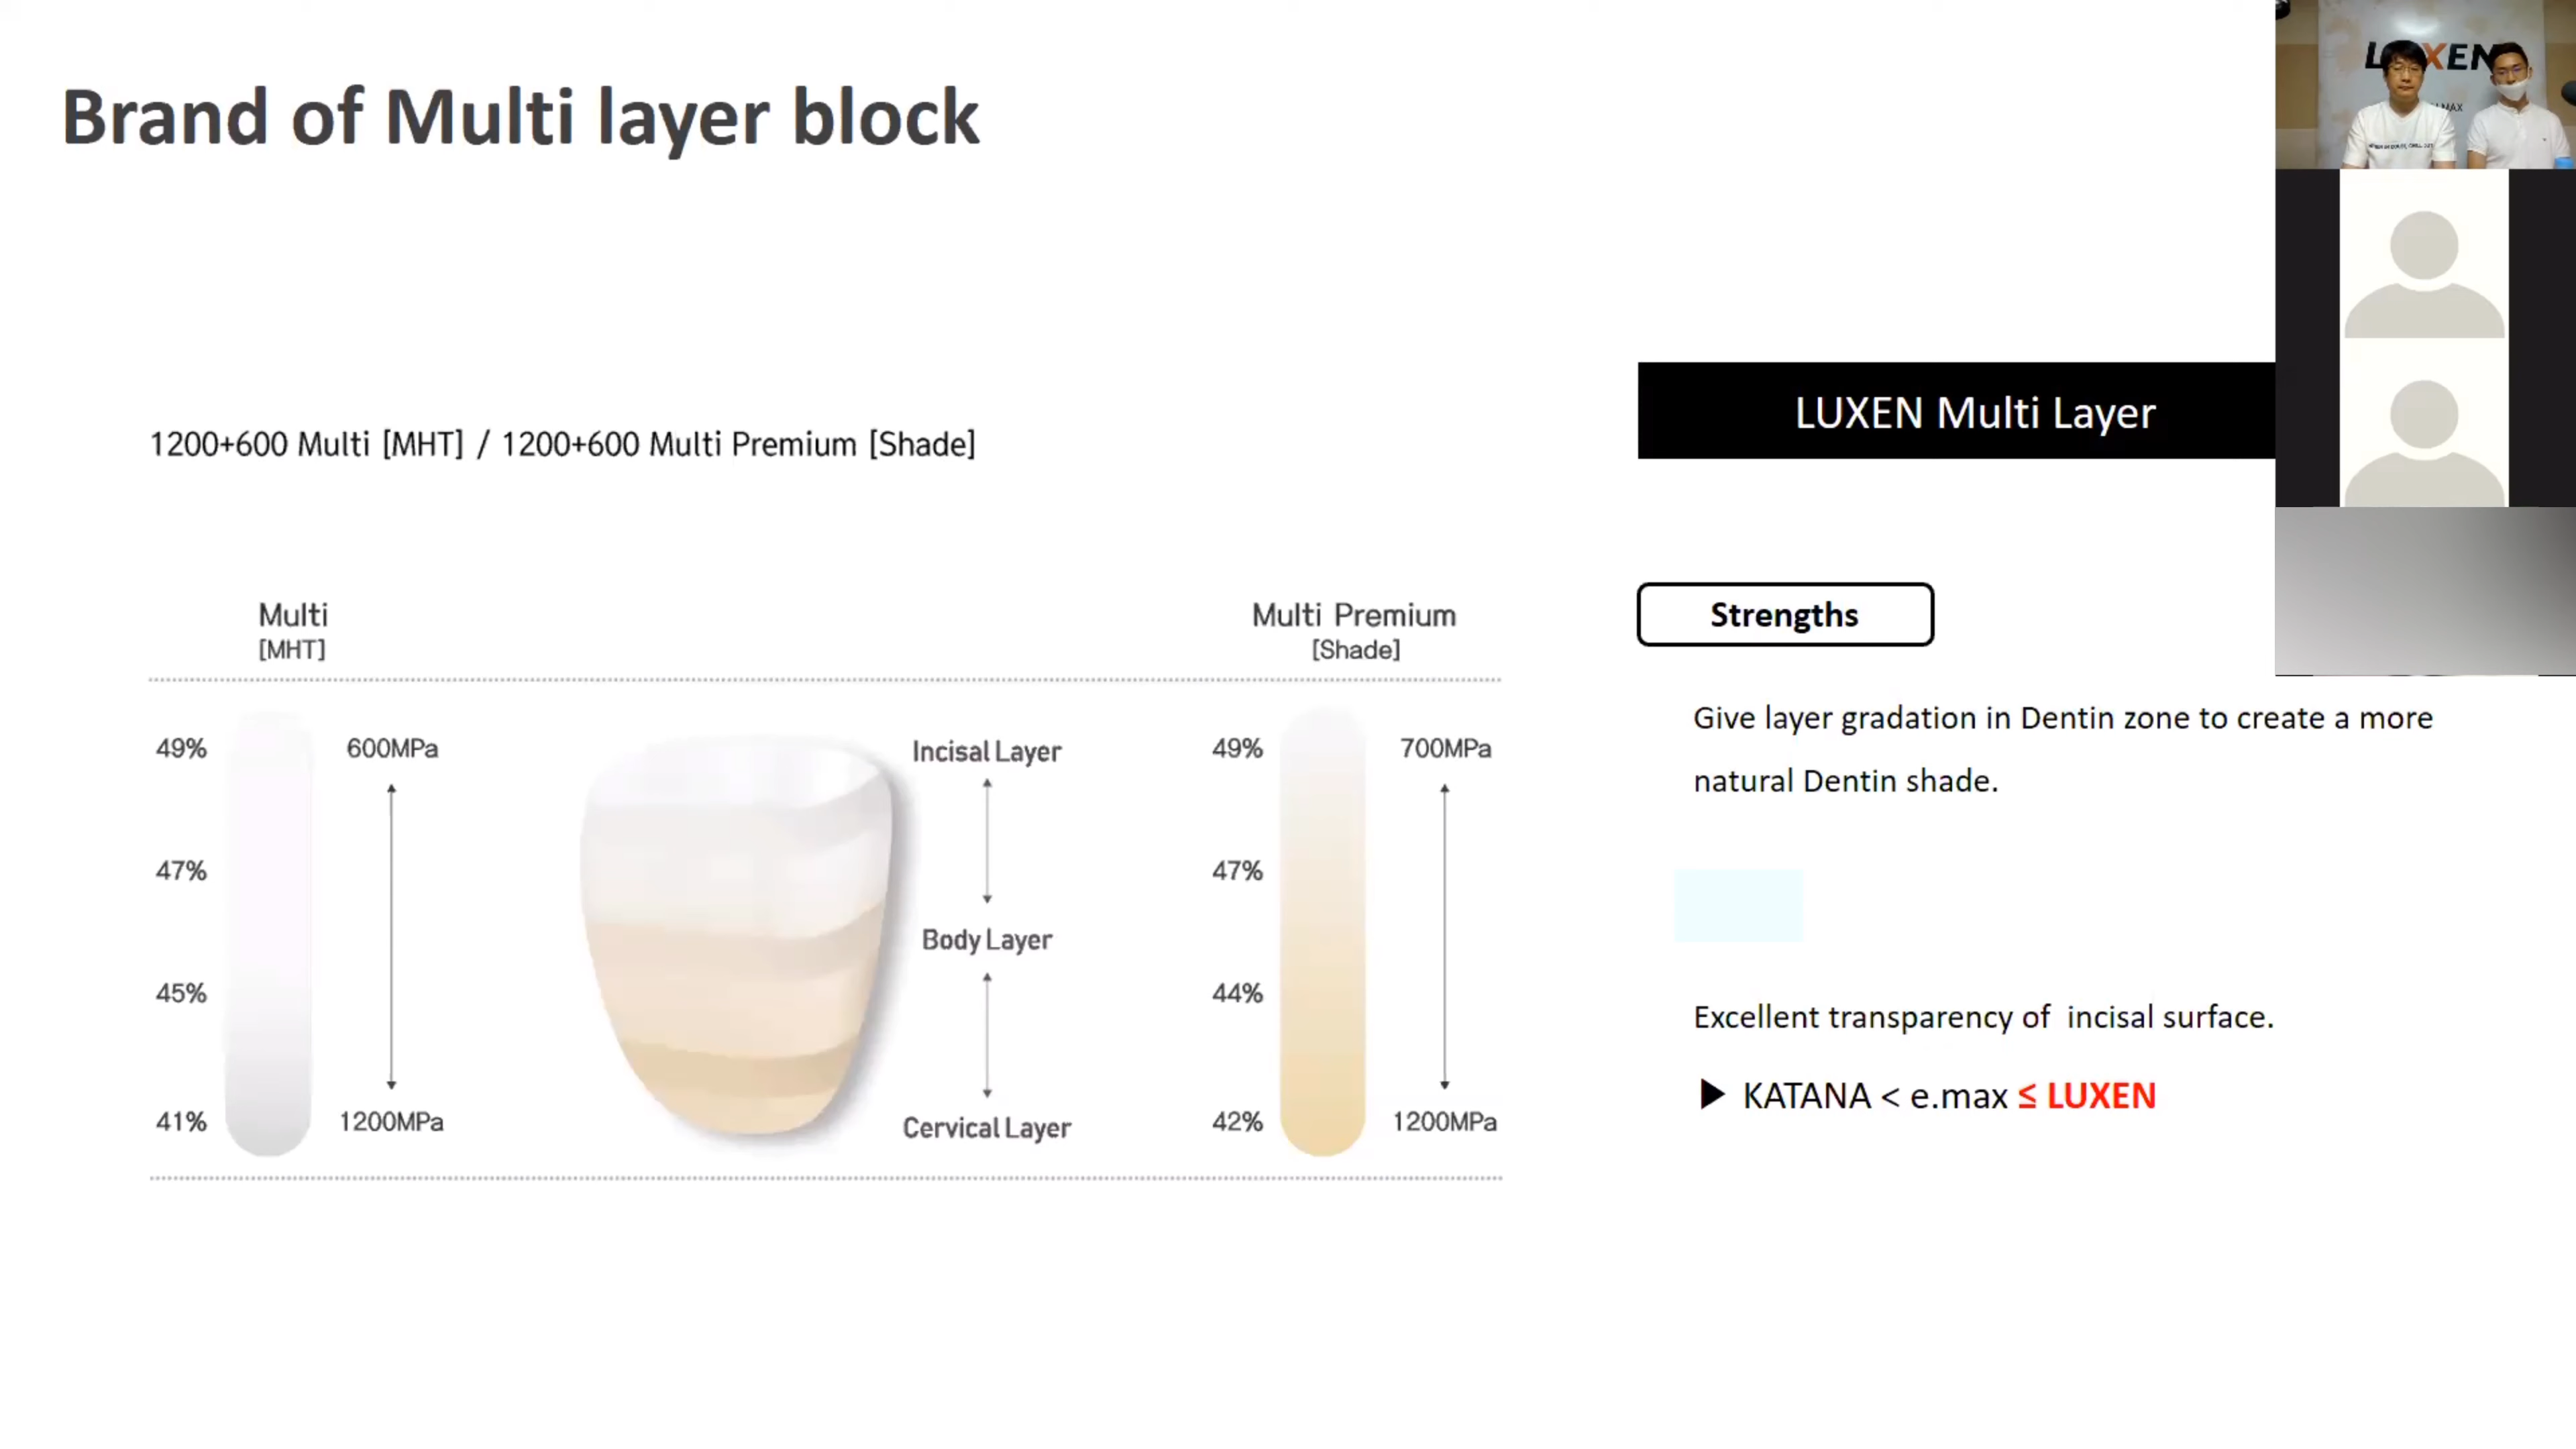 Brand of Multi layer block
1200+600 Multi [MHT] / 1200+600 Multi Premium [Shade]
Multi
[MHT]
49%
600MPa
47%
45%
41%
1200MPa
Incisal Layer
Body Layer
Cervical Layer
Multi Premium
[Shade]
49%
700MPa
47%
44%
42%
1200MPa
LUXEN Multi Layer
Strengths
Give layer gradation in Dentin zone to create a more
natural Dentin shade.
Excellent transparency of incisal surface.
▶ KATANA < e.max ≤ LUXEN
MAX